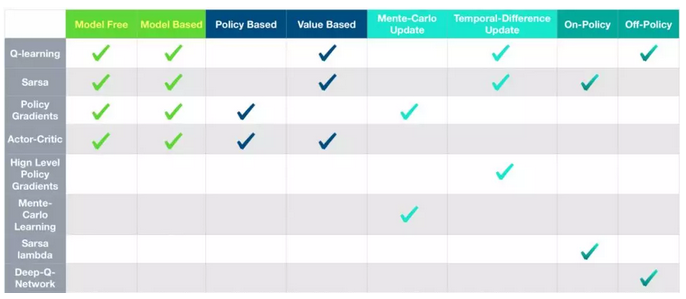 Model Free Model Based Policy Based Value Based Mente-Carlo Update Temporal-Difference Update On-Policy Off-Policy
Q-learning ✓ ✓ ✓ ✓ ✓
Sarsa ✓ ✓ ✓ ✓ ✓
Policy Gradients ✓ ✓ ✓ ✓
Actor-Critic ✓ ✓ ✓ ✓
Hign Level Policy Gradients ✓
Mente-Carlo Learning ✓
Sarsa lambda ✓
Deep-Q-Network ✓